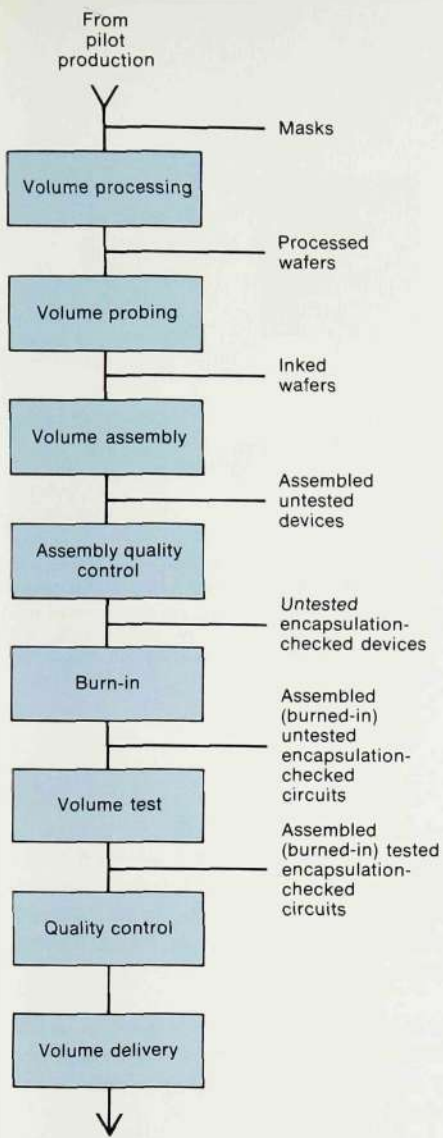 From
pilot
production
Masks
Volume processing
Processed
wafers
Volume probing
Inked
wafers
Volume assembly
Assembled
untested
devices
Assembly quality
control
Untested
encapsulation-
checked devices
Burn-in
Assembled
(burned-in)
untested
encapsulation-
checked
circuits
Volume test
Assembled
(burned-in) tested
encapsulation-
checked
circuits
Quality control
Volume delivery